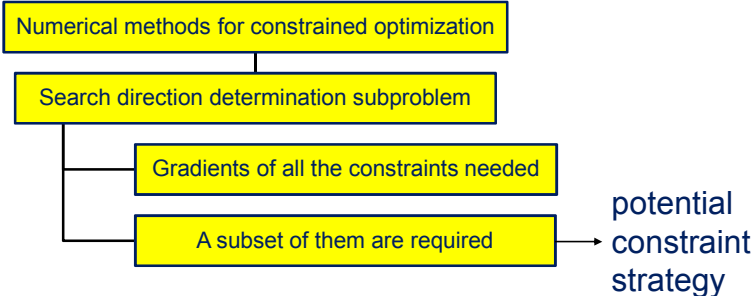 Numerical methods for constrained optimization
Search direction determination subproblem
Gradients of all the constraints needed
A subset of them are required
potential
constraint
strategy